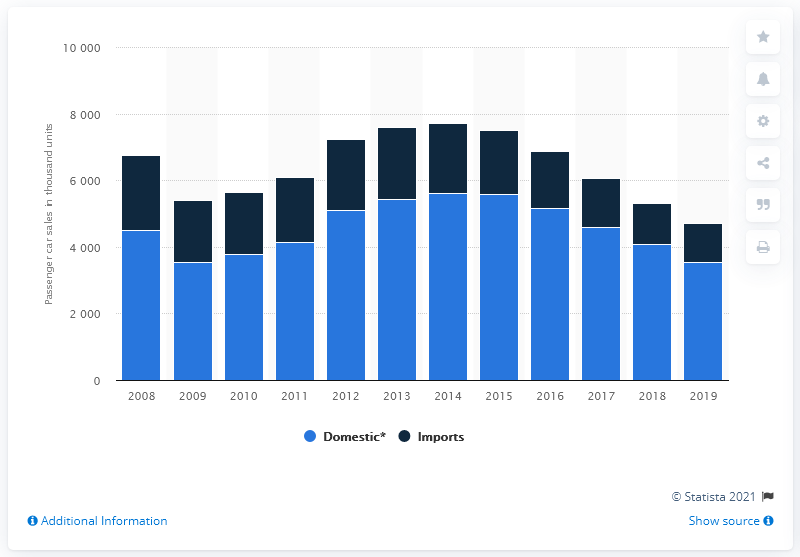 10 000
8 000
6 000
4 000
2 000
0
Passenger car sales in thousand units
2008 2009 2010 2011 2012 2013 2014 2015 2016 2017 2018 2019
Domestic* Imports
© Statista 2021
Additional Information Show source